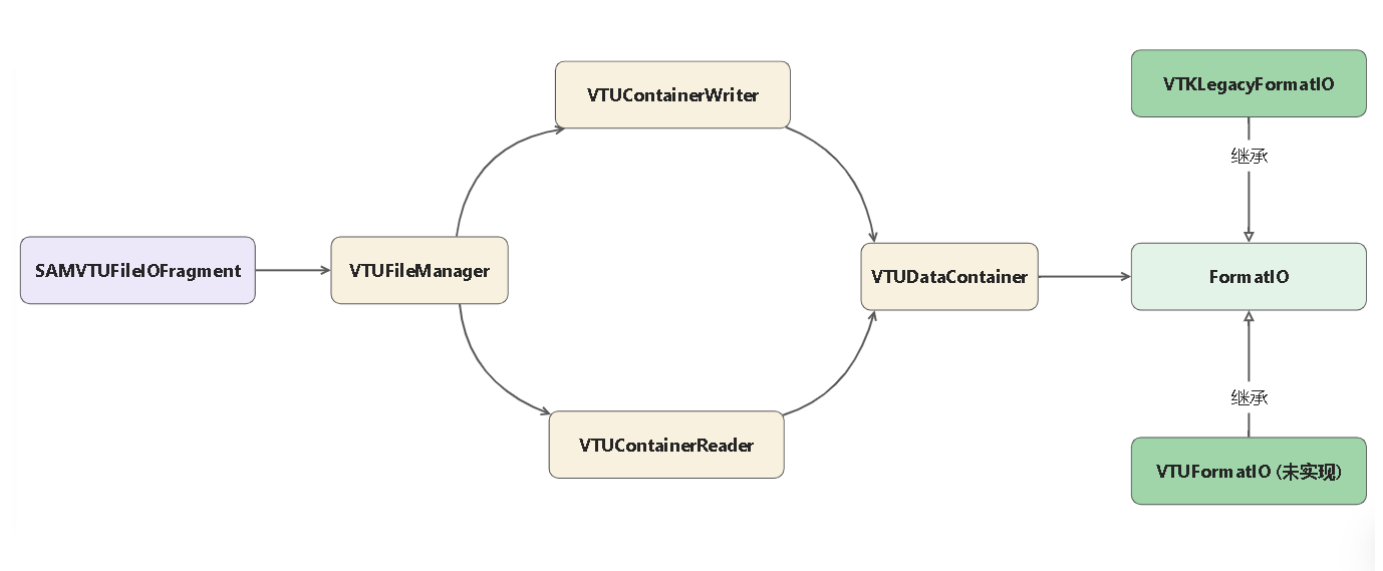 VTUContainerWriter
VTKLegacyFormatIO
继承
SAMVTUFileIOFragment
VTUFileManager
VTUDataContainer
FormatIO
继承
VTUContainerReader
VTUFormatIO (未实现)